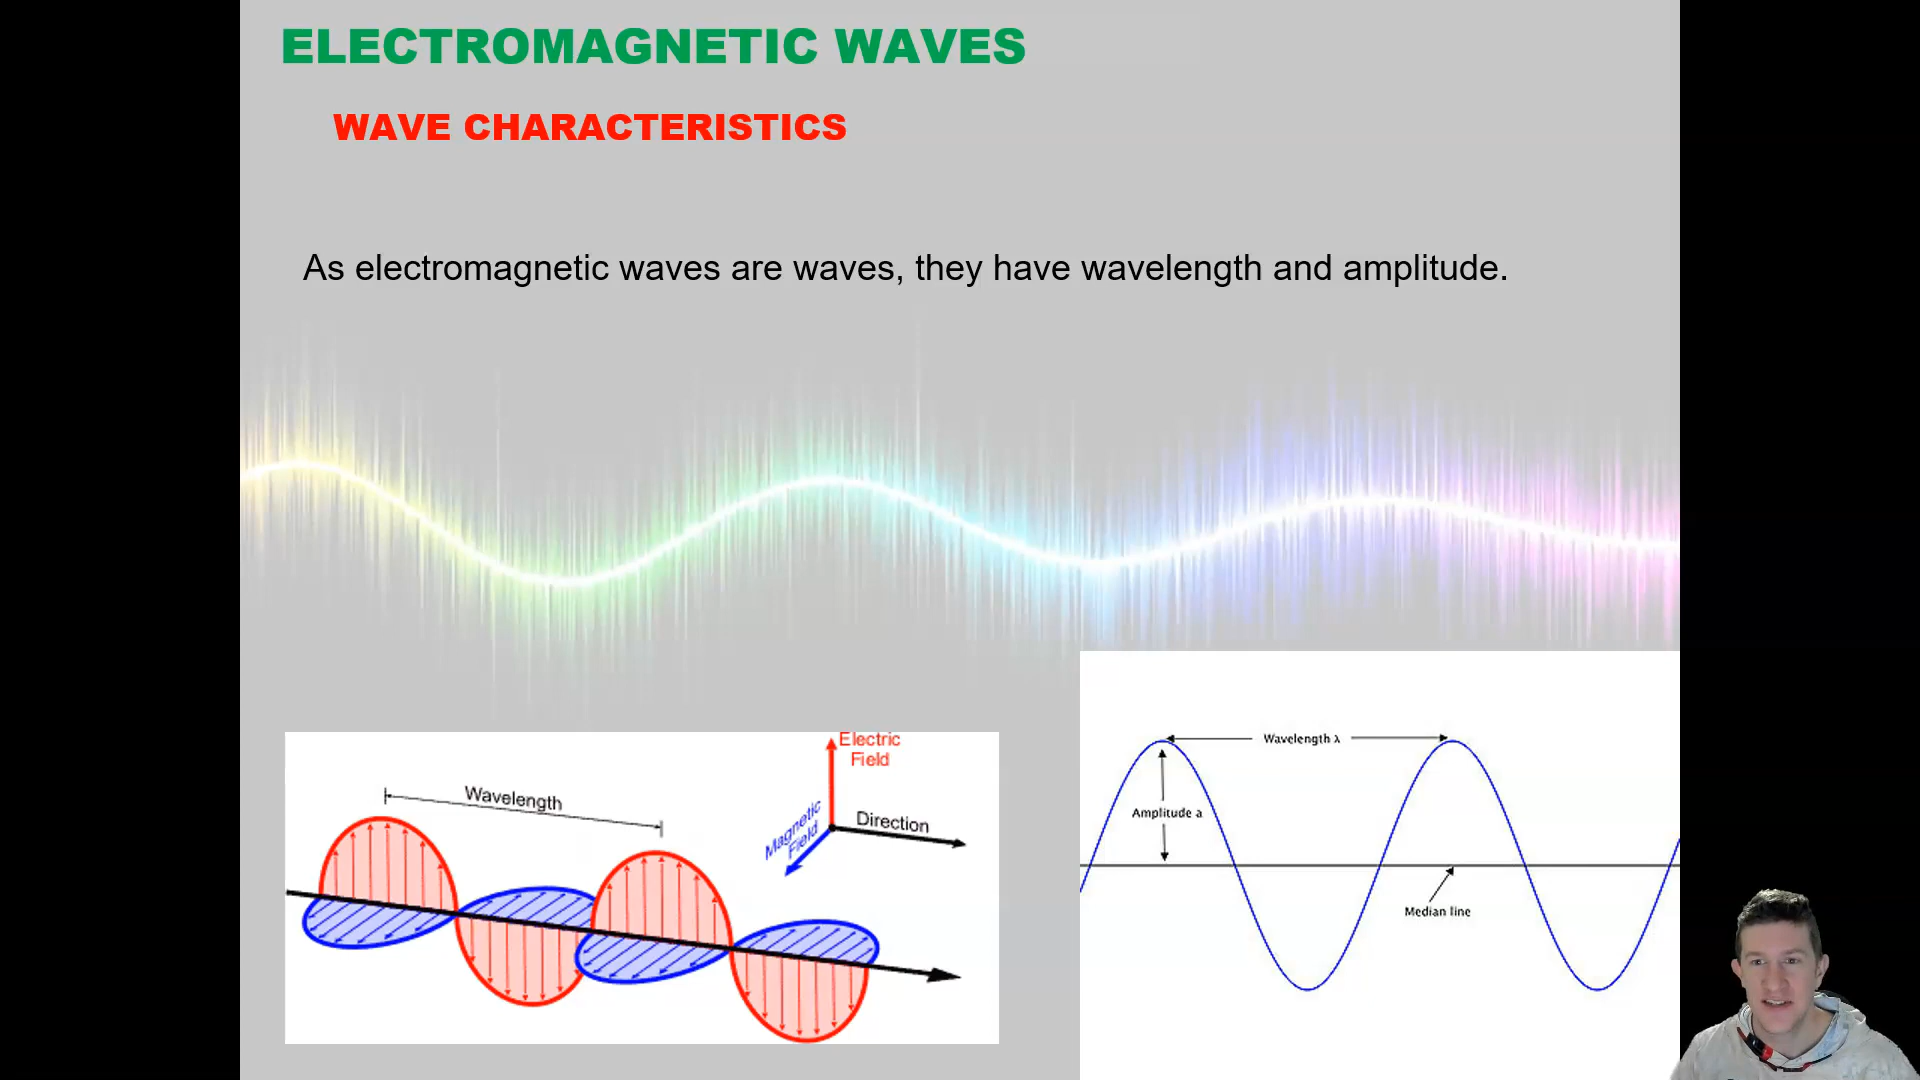 ELECTROMAGNETIC WAVES
WAVE CHARACTERISTICS
As electromagnetic waves are waves, they have wavelength and amplitude.
Electric
Field
Wavelength
Magnetic
Field
Direction
Wavelength λ
Amplitude a
Median line